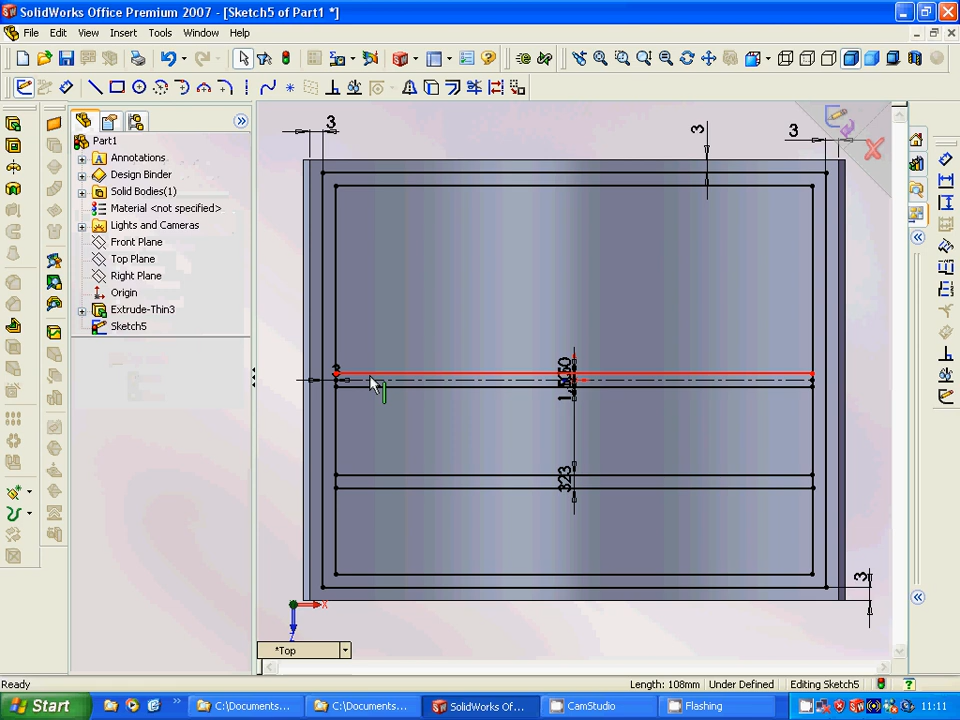 SolidWorks Office Premium 2007 - [Sketch5 of Part1 *]
File Edit View Insert Tools Window Help
Part1
Annotations
Design Binder
Solid Bodies(1)
Material <not specified>
Lights and Cameras
Front Plane
Top Plane
Right Plane
Origin
Extrude-Thin3
Sketch5
3
3
3
323
3
X
Z
*Top
Ready
Length: 108mm
Under Defined
Editing Sketch5
Start
C:\Documents...
C:\Documents...
SolidWorks Of...
CamStudio
Flashing
11:11